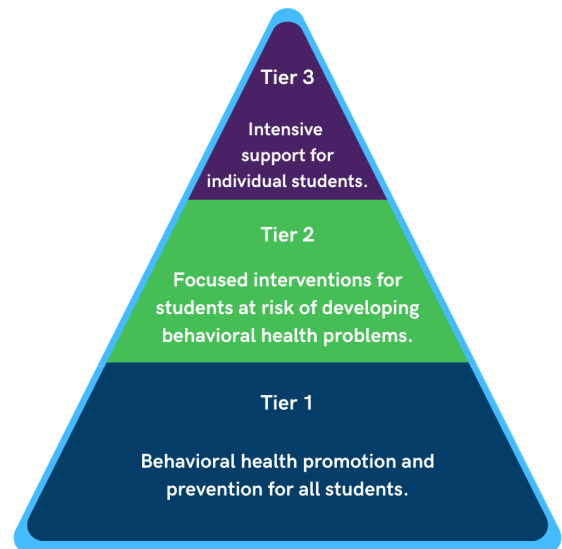 Tier 3
Intensive
support for
individual students.
Tier 2
Focused interventions for
students at risk of developing
behavioral health problems.
Tier 1
Behavioral health promotion and
prevention for all students.